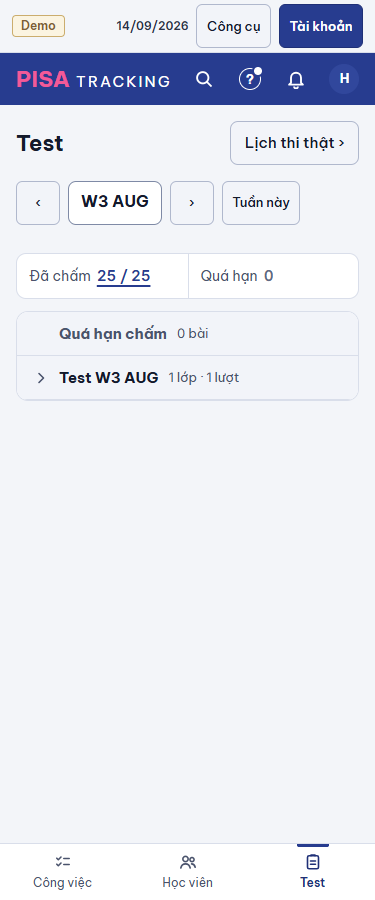 Demo 14/09/2026 Công cụ Tài khoản
PISA TRACKING ? H
Test Lịch thi thật ›
‹ W3 AUG › Tuần này
Đã chấm 25 / 25 Quá hạn 0
Quá hạn chấm 0 bài
Test W3 AUG 1 lớp · 1 lượt
Công việc Học viên Test